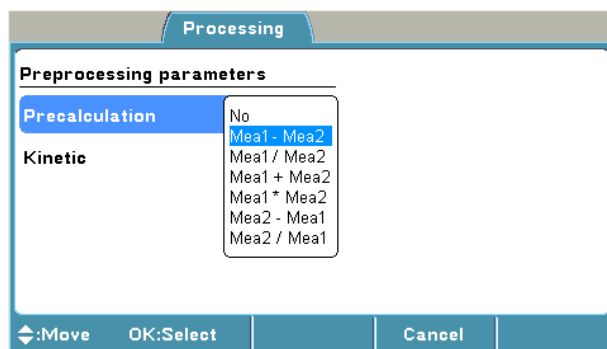 Processing
Preprocessing parameters
Precalculation
No
Mea1 - Mea2
Mea1 / Mea2
Kinetic
Mea1 + Mea2
Mea1 * Mea2
Mea2 - Mea1
Mea2 / Mea1
:Move OK:Select Cancel